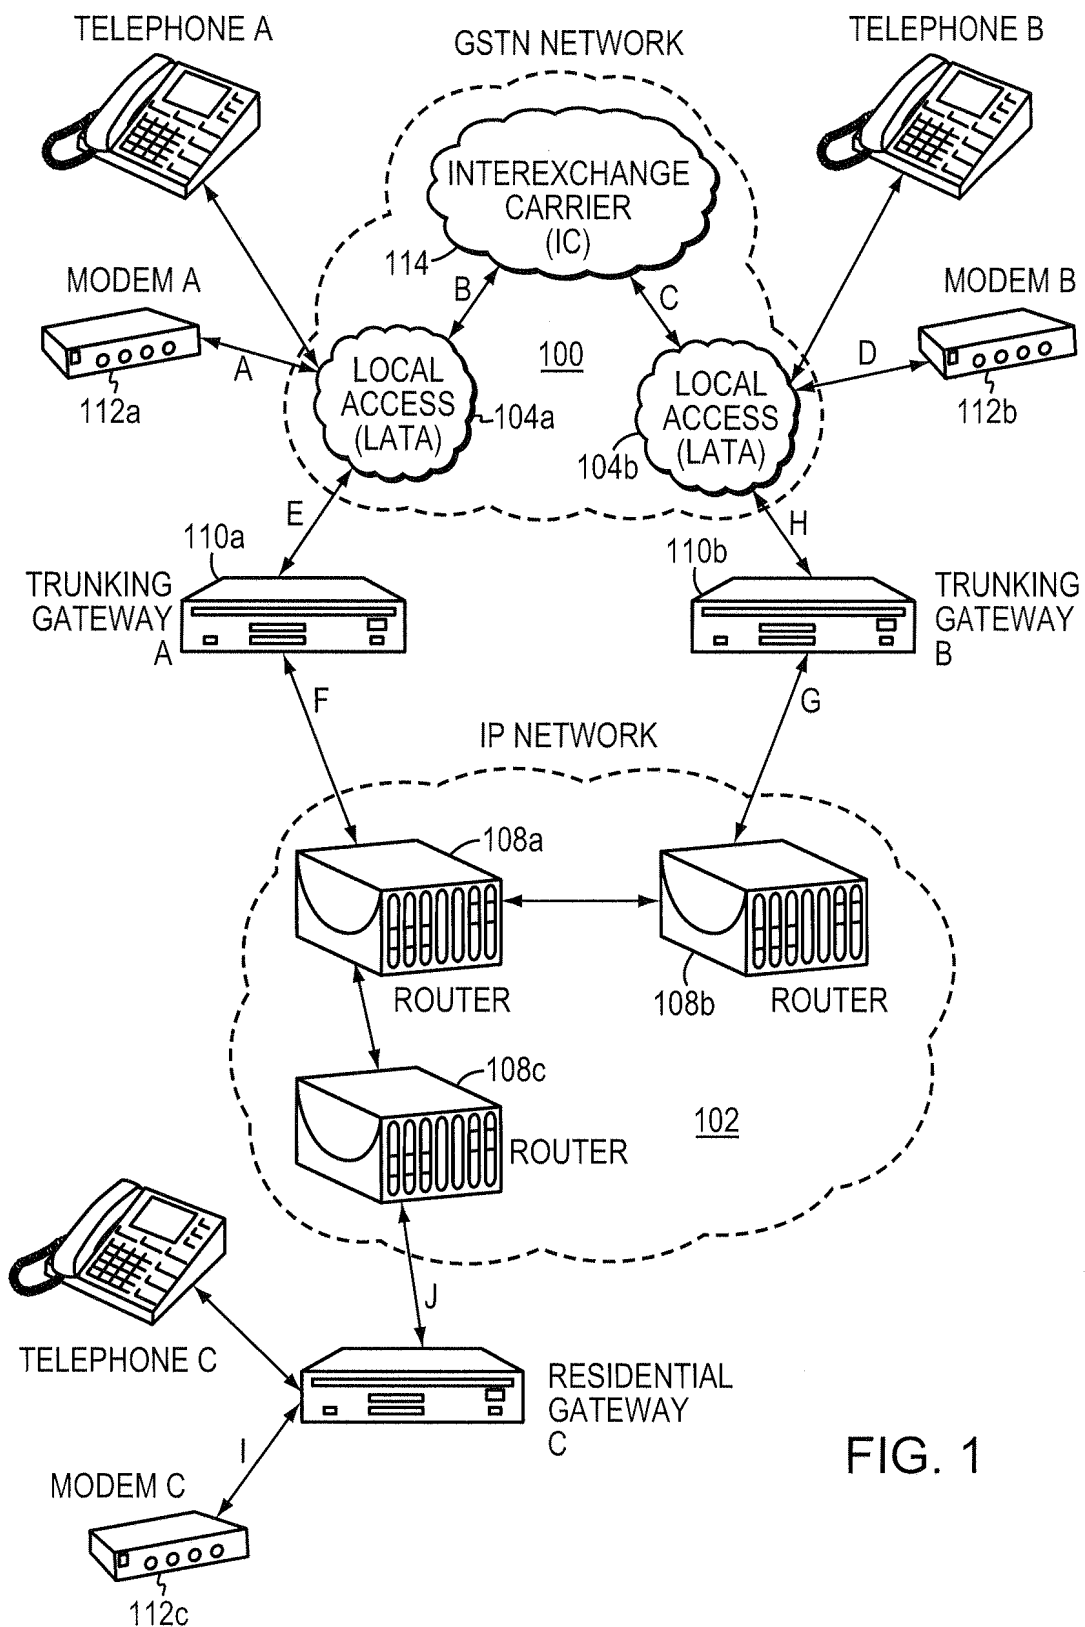 TELEPHONE A
GSTN NETWORK
TELEPHONE B
INTEREXCHANGE
CARRIER
(IC)
114
MODEM A
B
C
MODEM B
A
100
D
LOCAL
ACCESS
(LATA)
LOCAL
ACCESS
(LATA)
112a
104a
104b
112b
E
H
110a
110b
TRUNKING
GATEWAY
A
TRUNKING
GATEWAY
B
F
G
IP NETWORK
108a
ROUTER
108b
ROUTER
108c
102
ROUTER
J
TELEPHONE C
RESIDENTIAL
GATEWAY
C
I
FIG. 1
MODEM C
112c